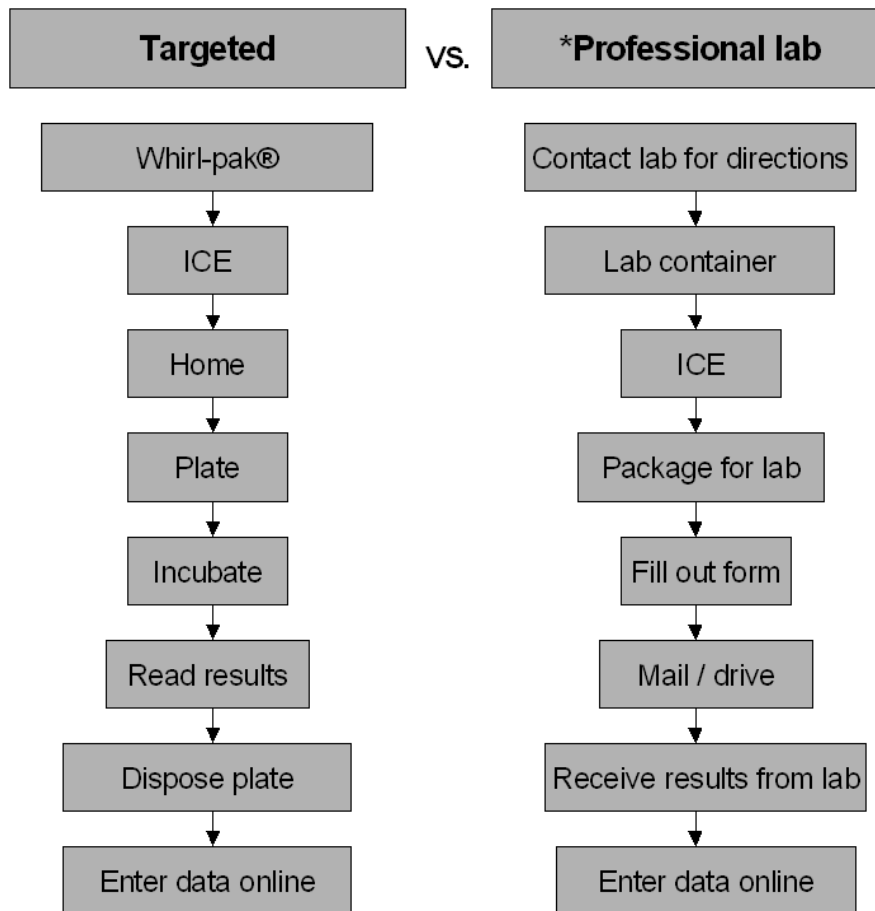 Targeted
vs.
*Professional lab
Whirl-pak®
ICE
Home
Plate
Incubate
Read results
Dispose plate
Enter data online
Contact lab for directions
Lab container
ICE
Package for lab
Fill out form
Mail / drive
Receive results from lab
Enter data online